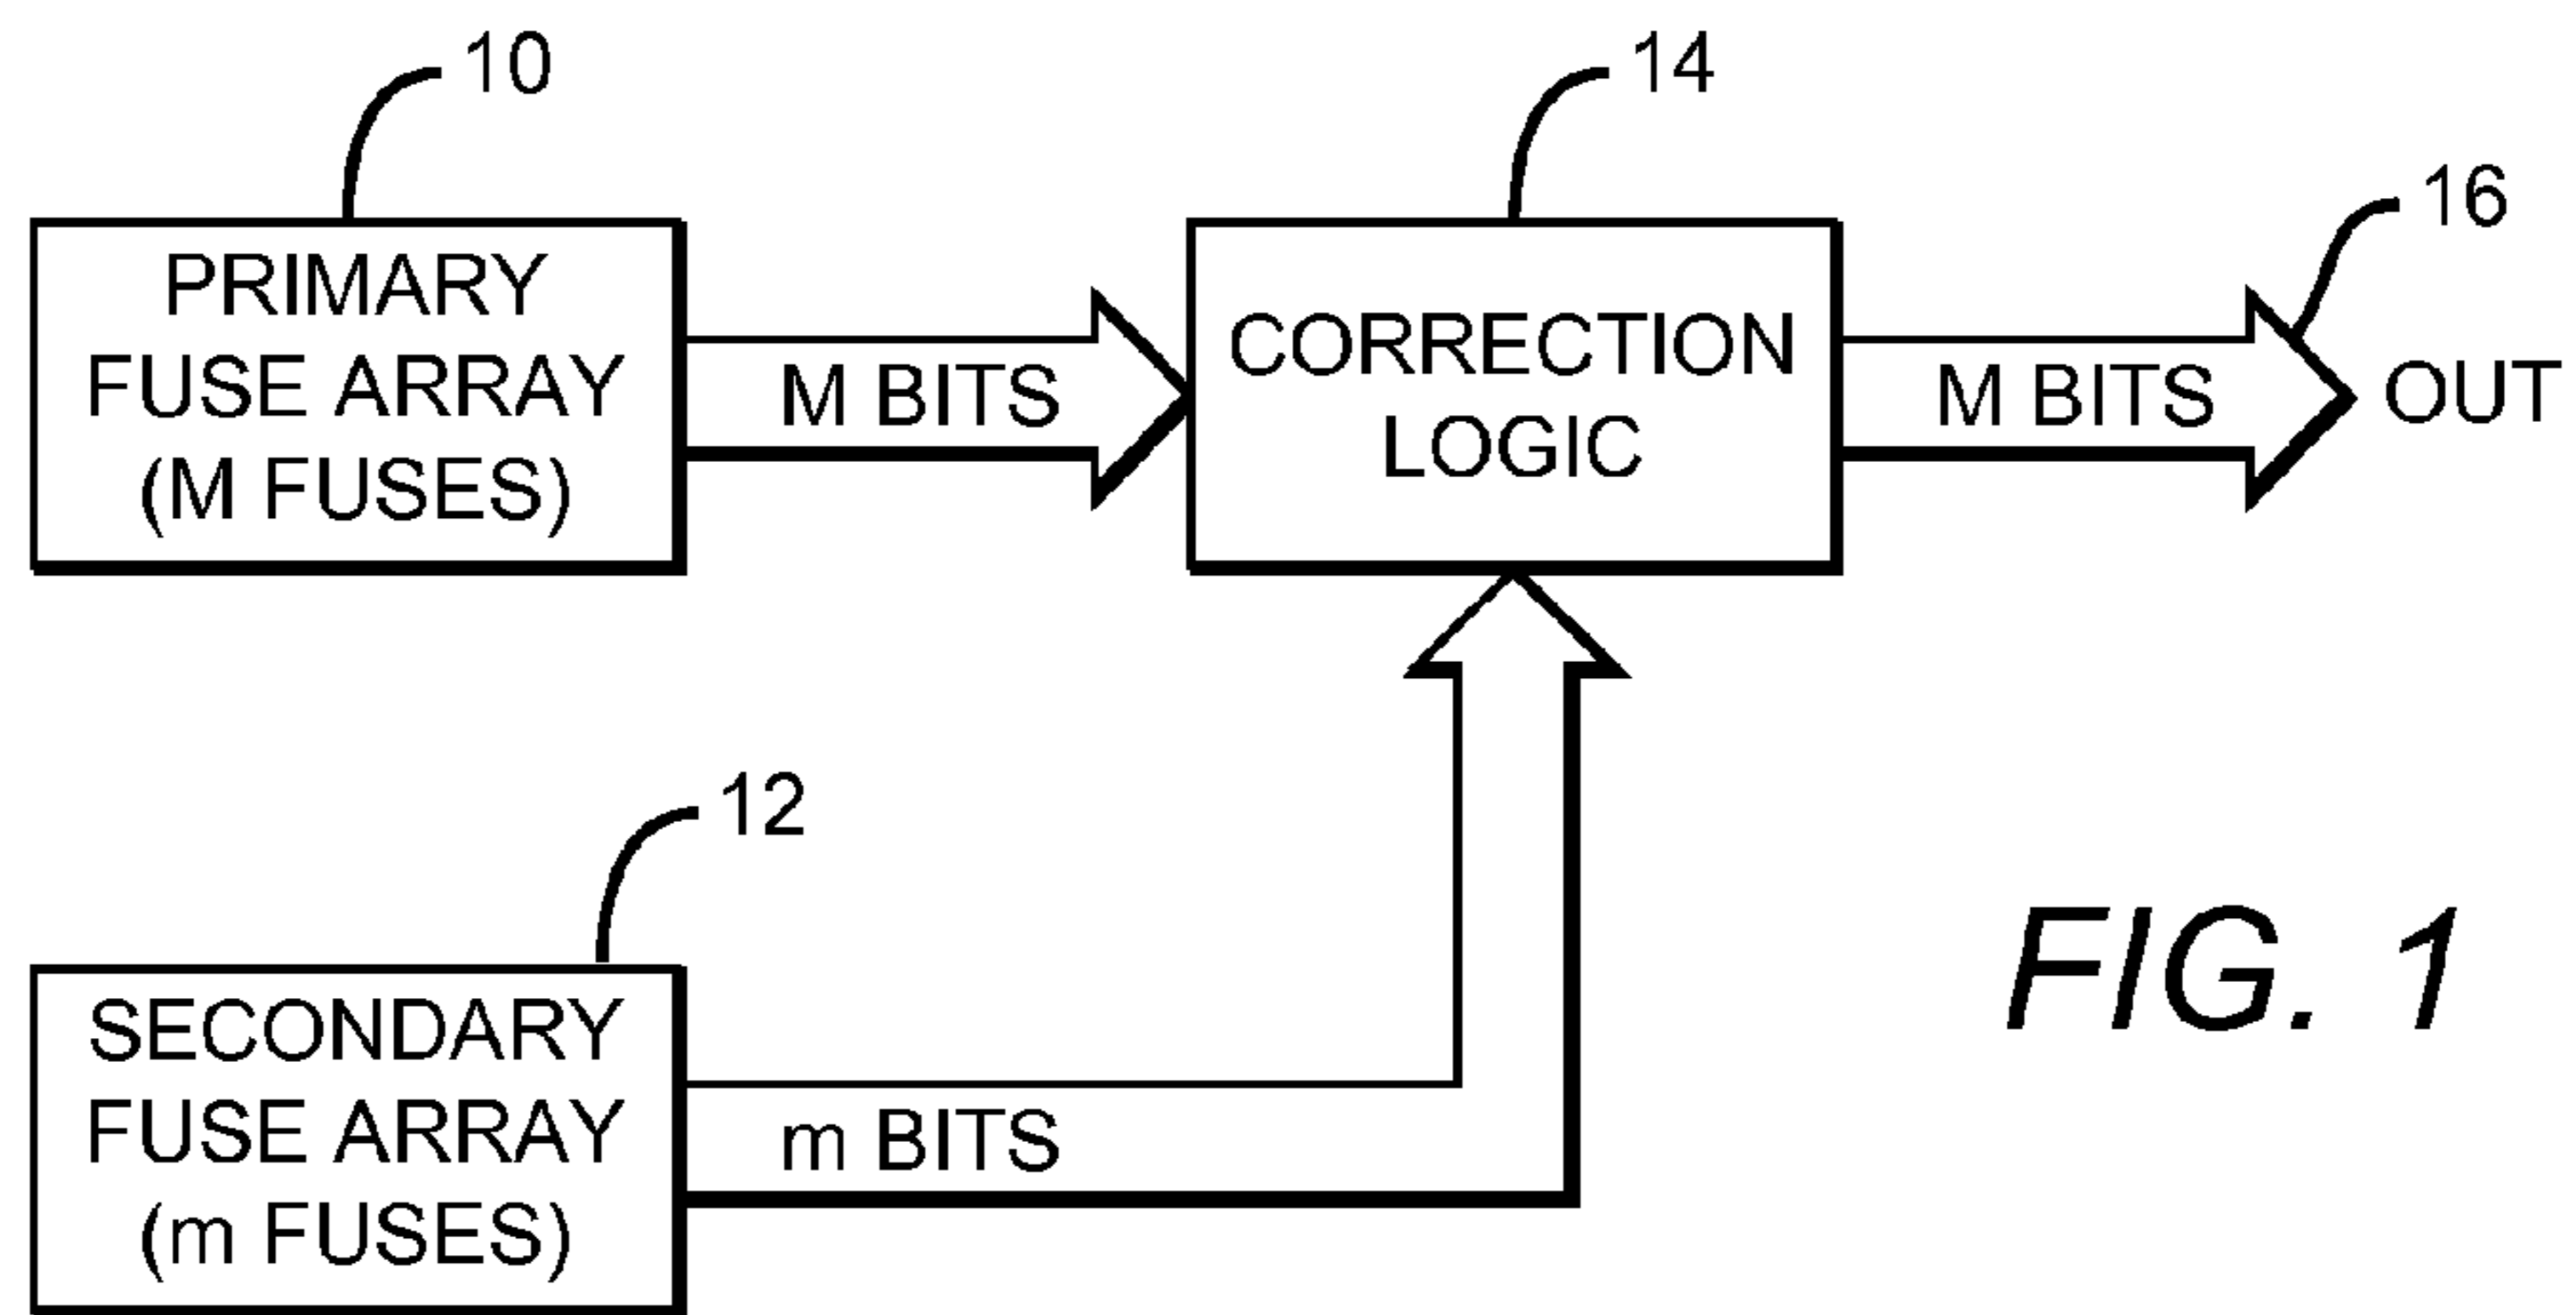 10
14
16
PRIMARY
FUSE ARRAY
(M FUSES)
M BITS
CORRECTION
LOGIC
M BITS
OUT
12
SECONDARY
FUSE ARRAY
(m FUSES)
m BITS
FIG. 1